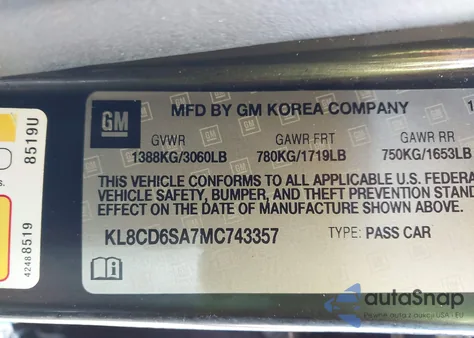 GM
MFD BY GM KOREA COMPANY
GVWR GAWR FRT GAWR RR
1388KG/3060LB 780KG/1719LB 750KG/1653LB
THIS VEHICLE CONFORMS TO ALL APPLICABLE U.S. FEDERA
VEHICLE SAFETY, BUMPER, AND THEFT PREVENTION STAND
EFFECT ON THE DATE OF MANUFACTURE SHOWN ABOVE.
KL8CD6SA7MC743357 TYPE: PASS CAR
8519U
42488519
s.
autoSnap